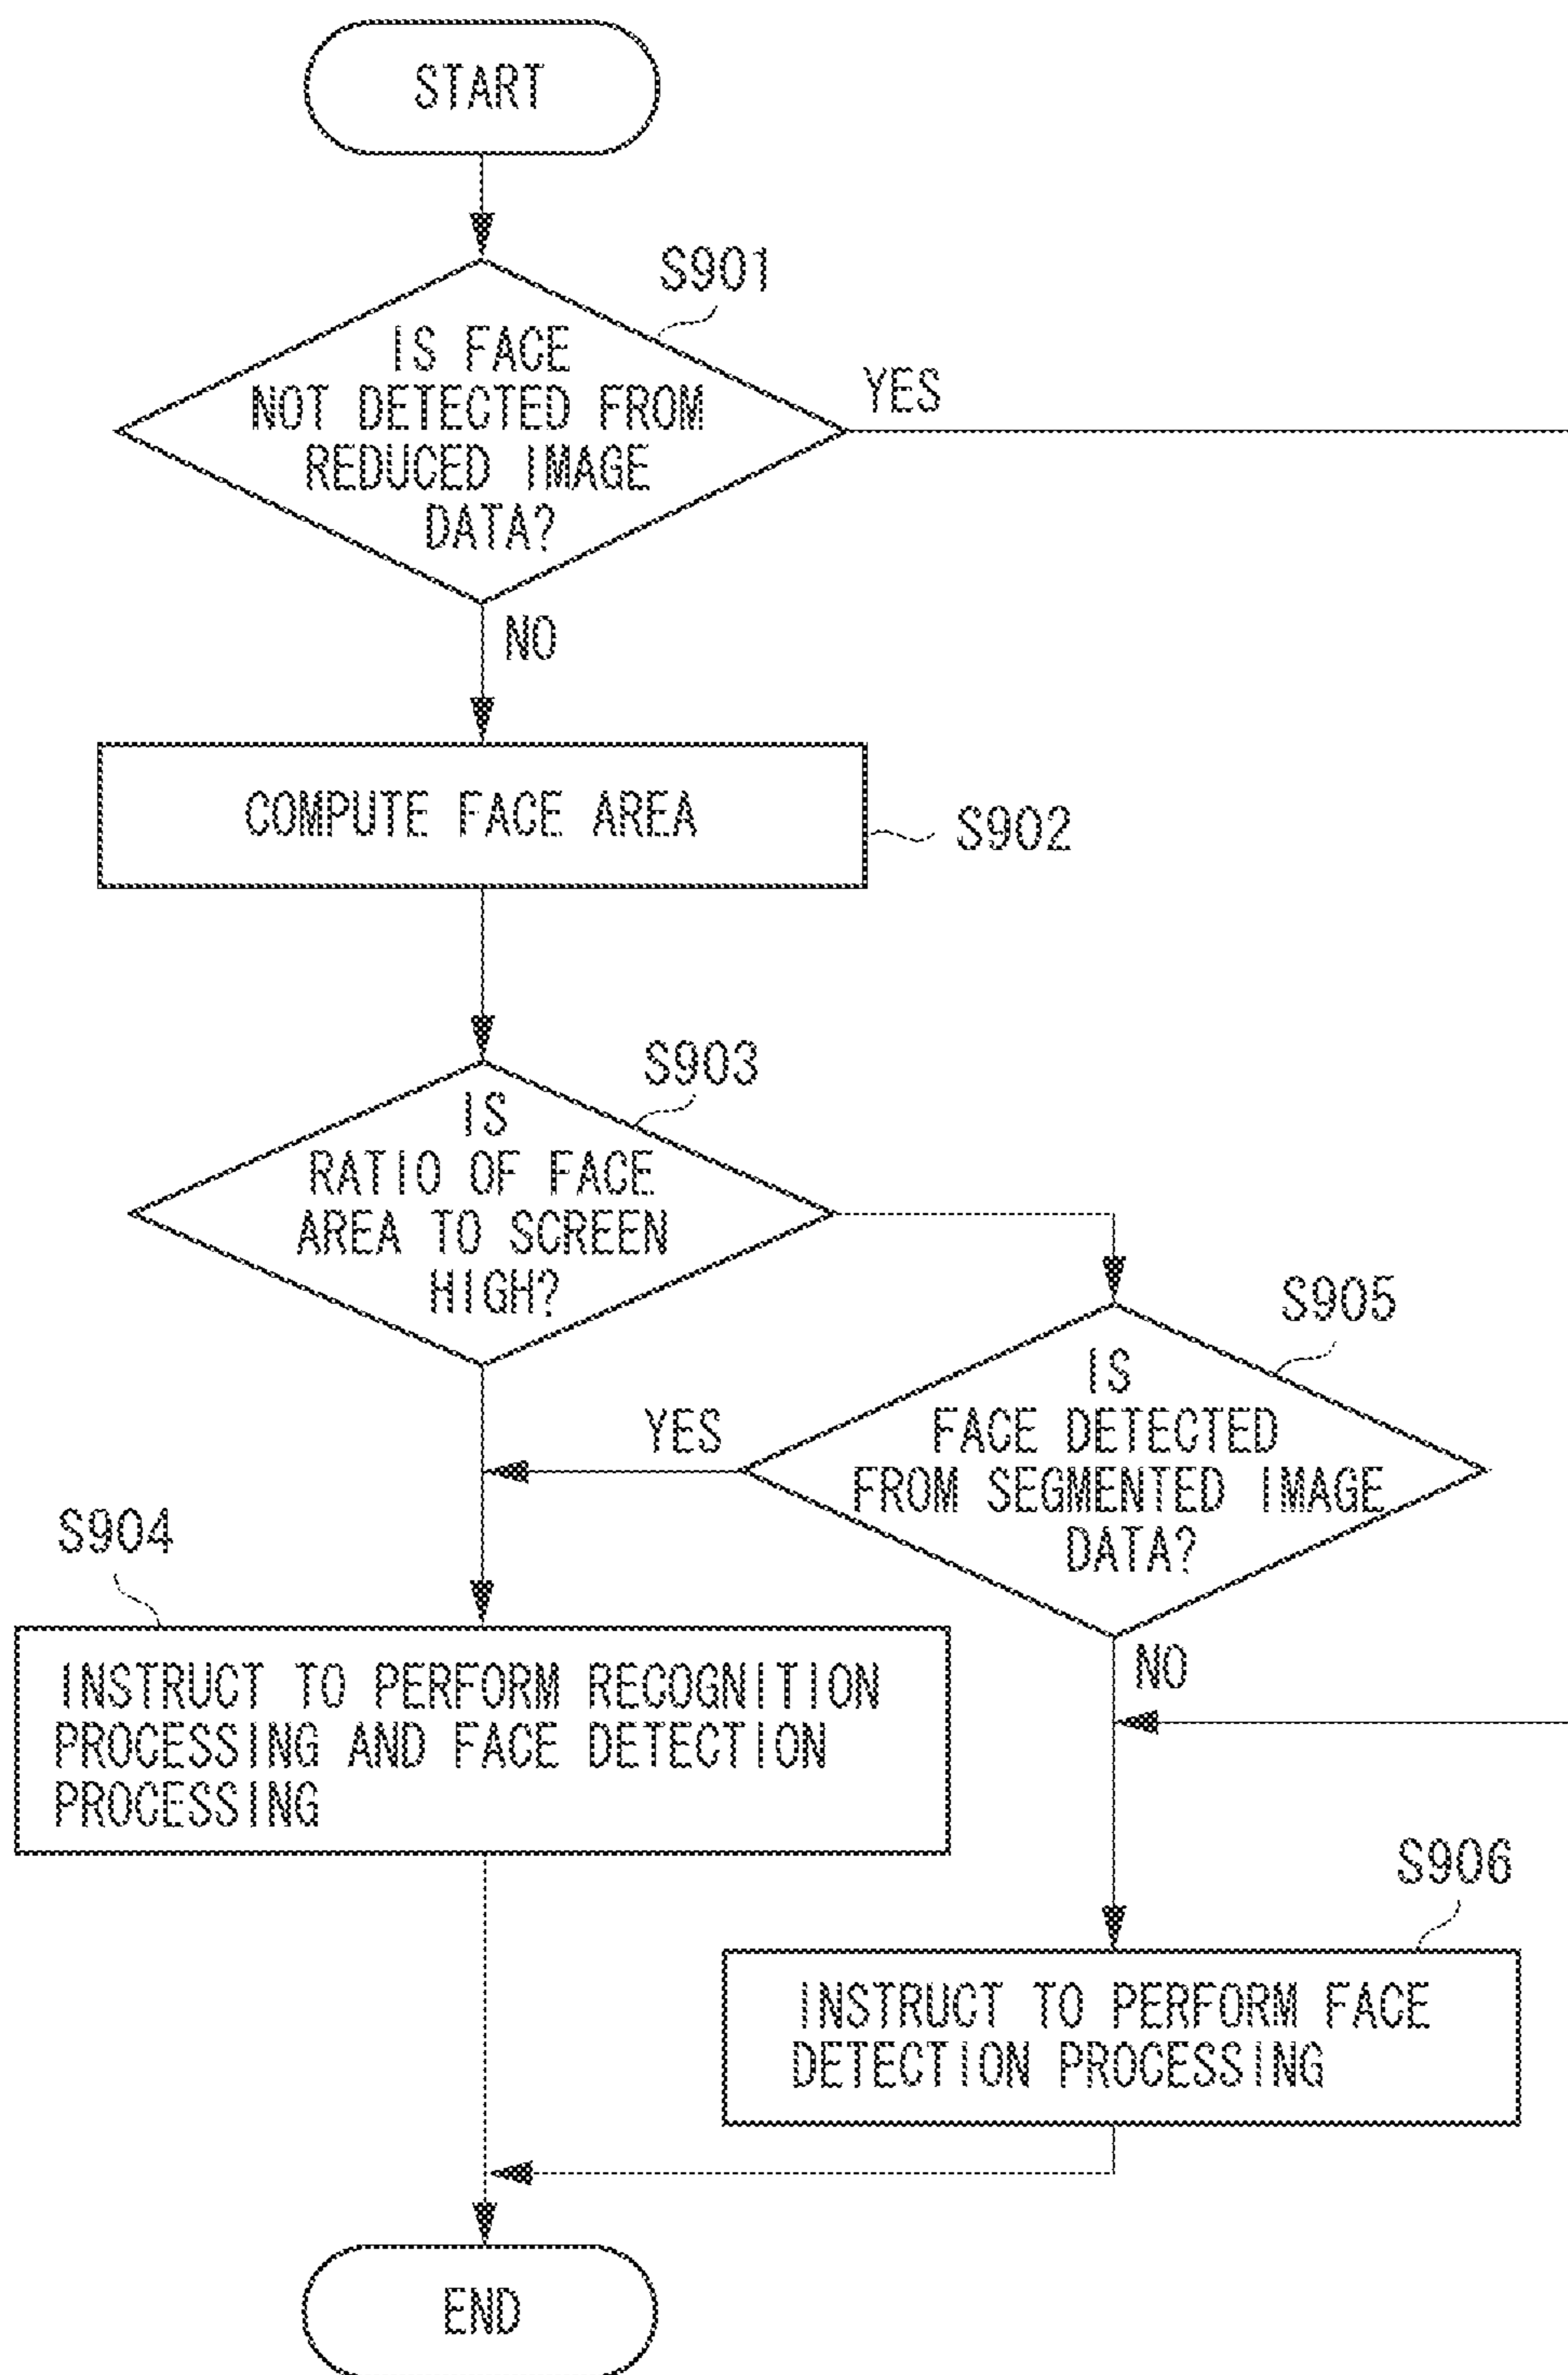 START
S901
IS FACE
NOT DETECTED FROM
REDUCED IMAGE
DATA?
YES
NO
COMPUTE FACE AREA
S902
S903
IS
RATIO OF FACE
AREA TO SCREEN
HIGH?
S905
IS
FACE DETECTED
FROM SEGMENTED IMAGE
DATA?
YES
NO
S904
INSTRUCT TO PERFORM RECOGNITION
PROCESSING AND FACE DETECTION
PROCESSING
S906
INSTRUCT TO PERFORM FACE
DETECTION PROCESSING
END